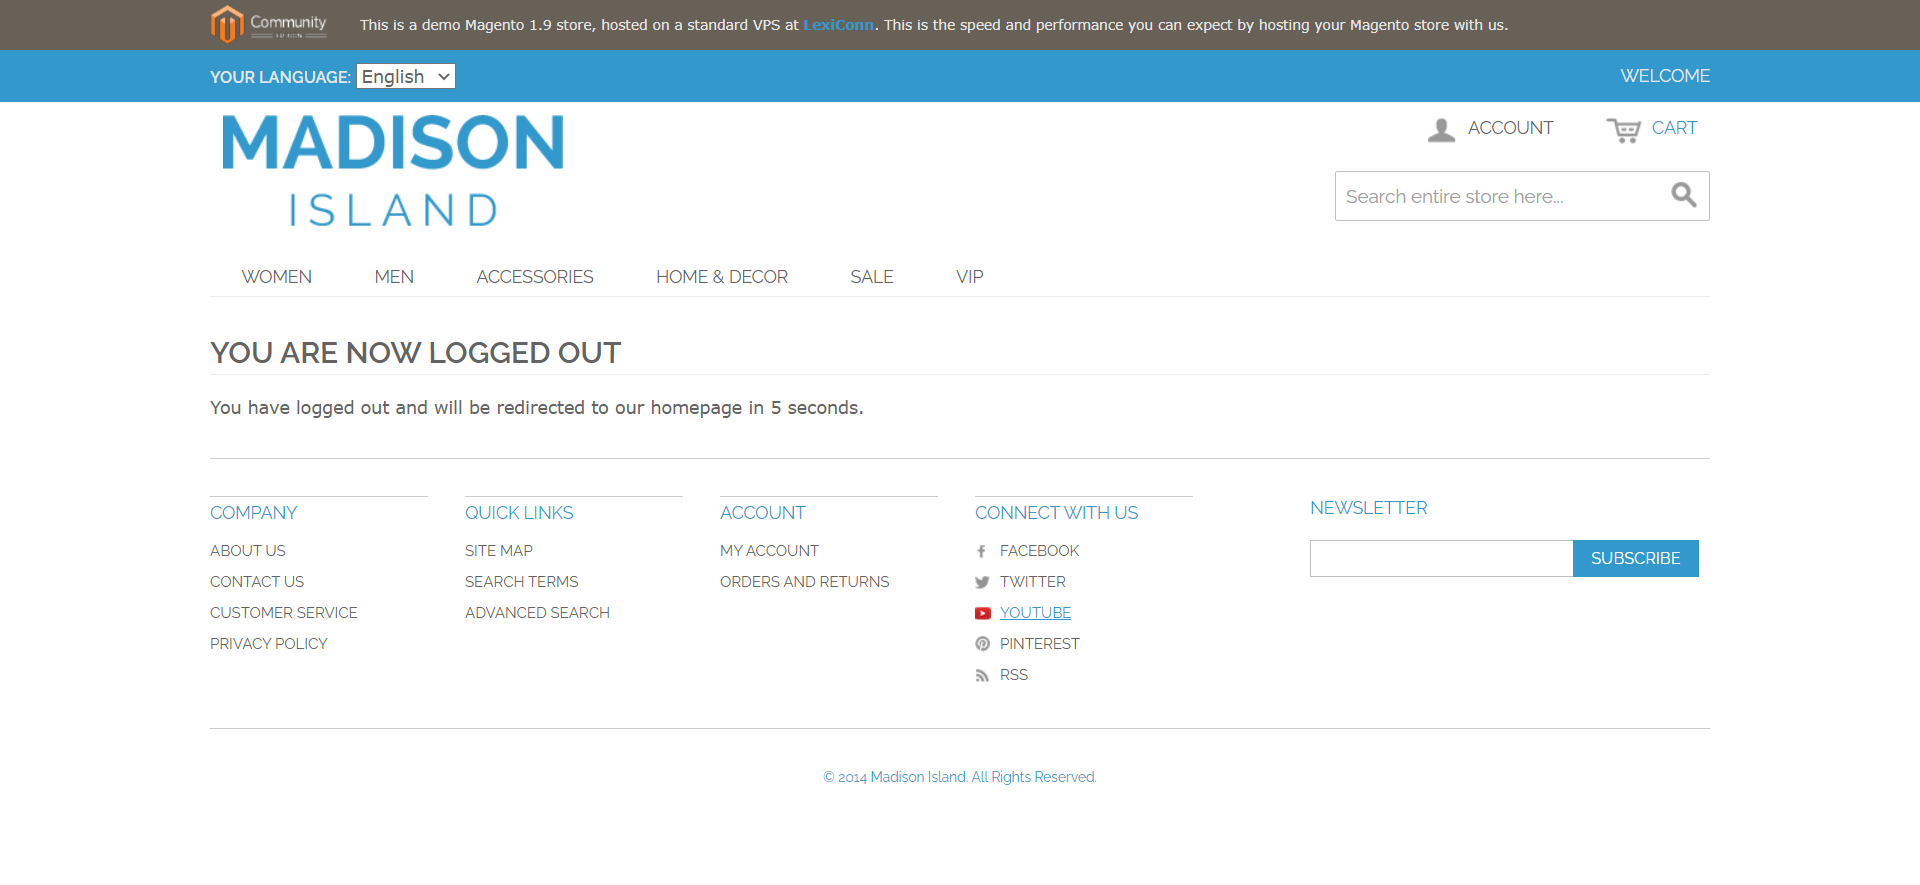 Community
This is a demo Magento 1.9 store, hosted on a standard VPS at LexiConn. This is the speed and performance you can expect by hosting your Magento store with us.
YOUR LANGUAGE: English
WELCOME
MADISON
ISLAND
ACCOUNT
CART
Search entire store here...
WOMEN
MEN
ACCESSORIES
HOME & DECOR
SALE
VIP
YOU ARE NOW LOGGED OUT
You have logged out and will be redirected to our homepage in 5 seconds.
COMPANY
ABOUT US
CONTACT US
CUSTOMER SERVICE
PRIVACY POLICY
QUICK LINKS
SITE MAP
SEARCH TERMS
ADVANCED SEARCH
ACCOUNT
MY ACCOUNT
ORDERS AND RETURNS
CONNECT WITH US
FACEBOOK
TWITTER
YOUTUBE
PINTEREST
RSS
NEWSLETTER
SUBSCRIBE
© 2014 Madison Island. All Rights Reserved.